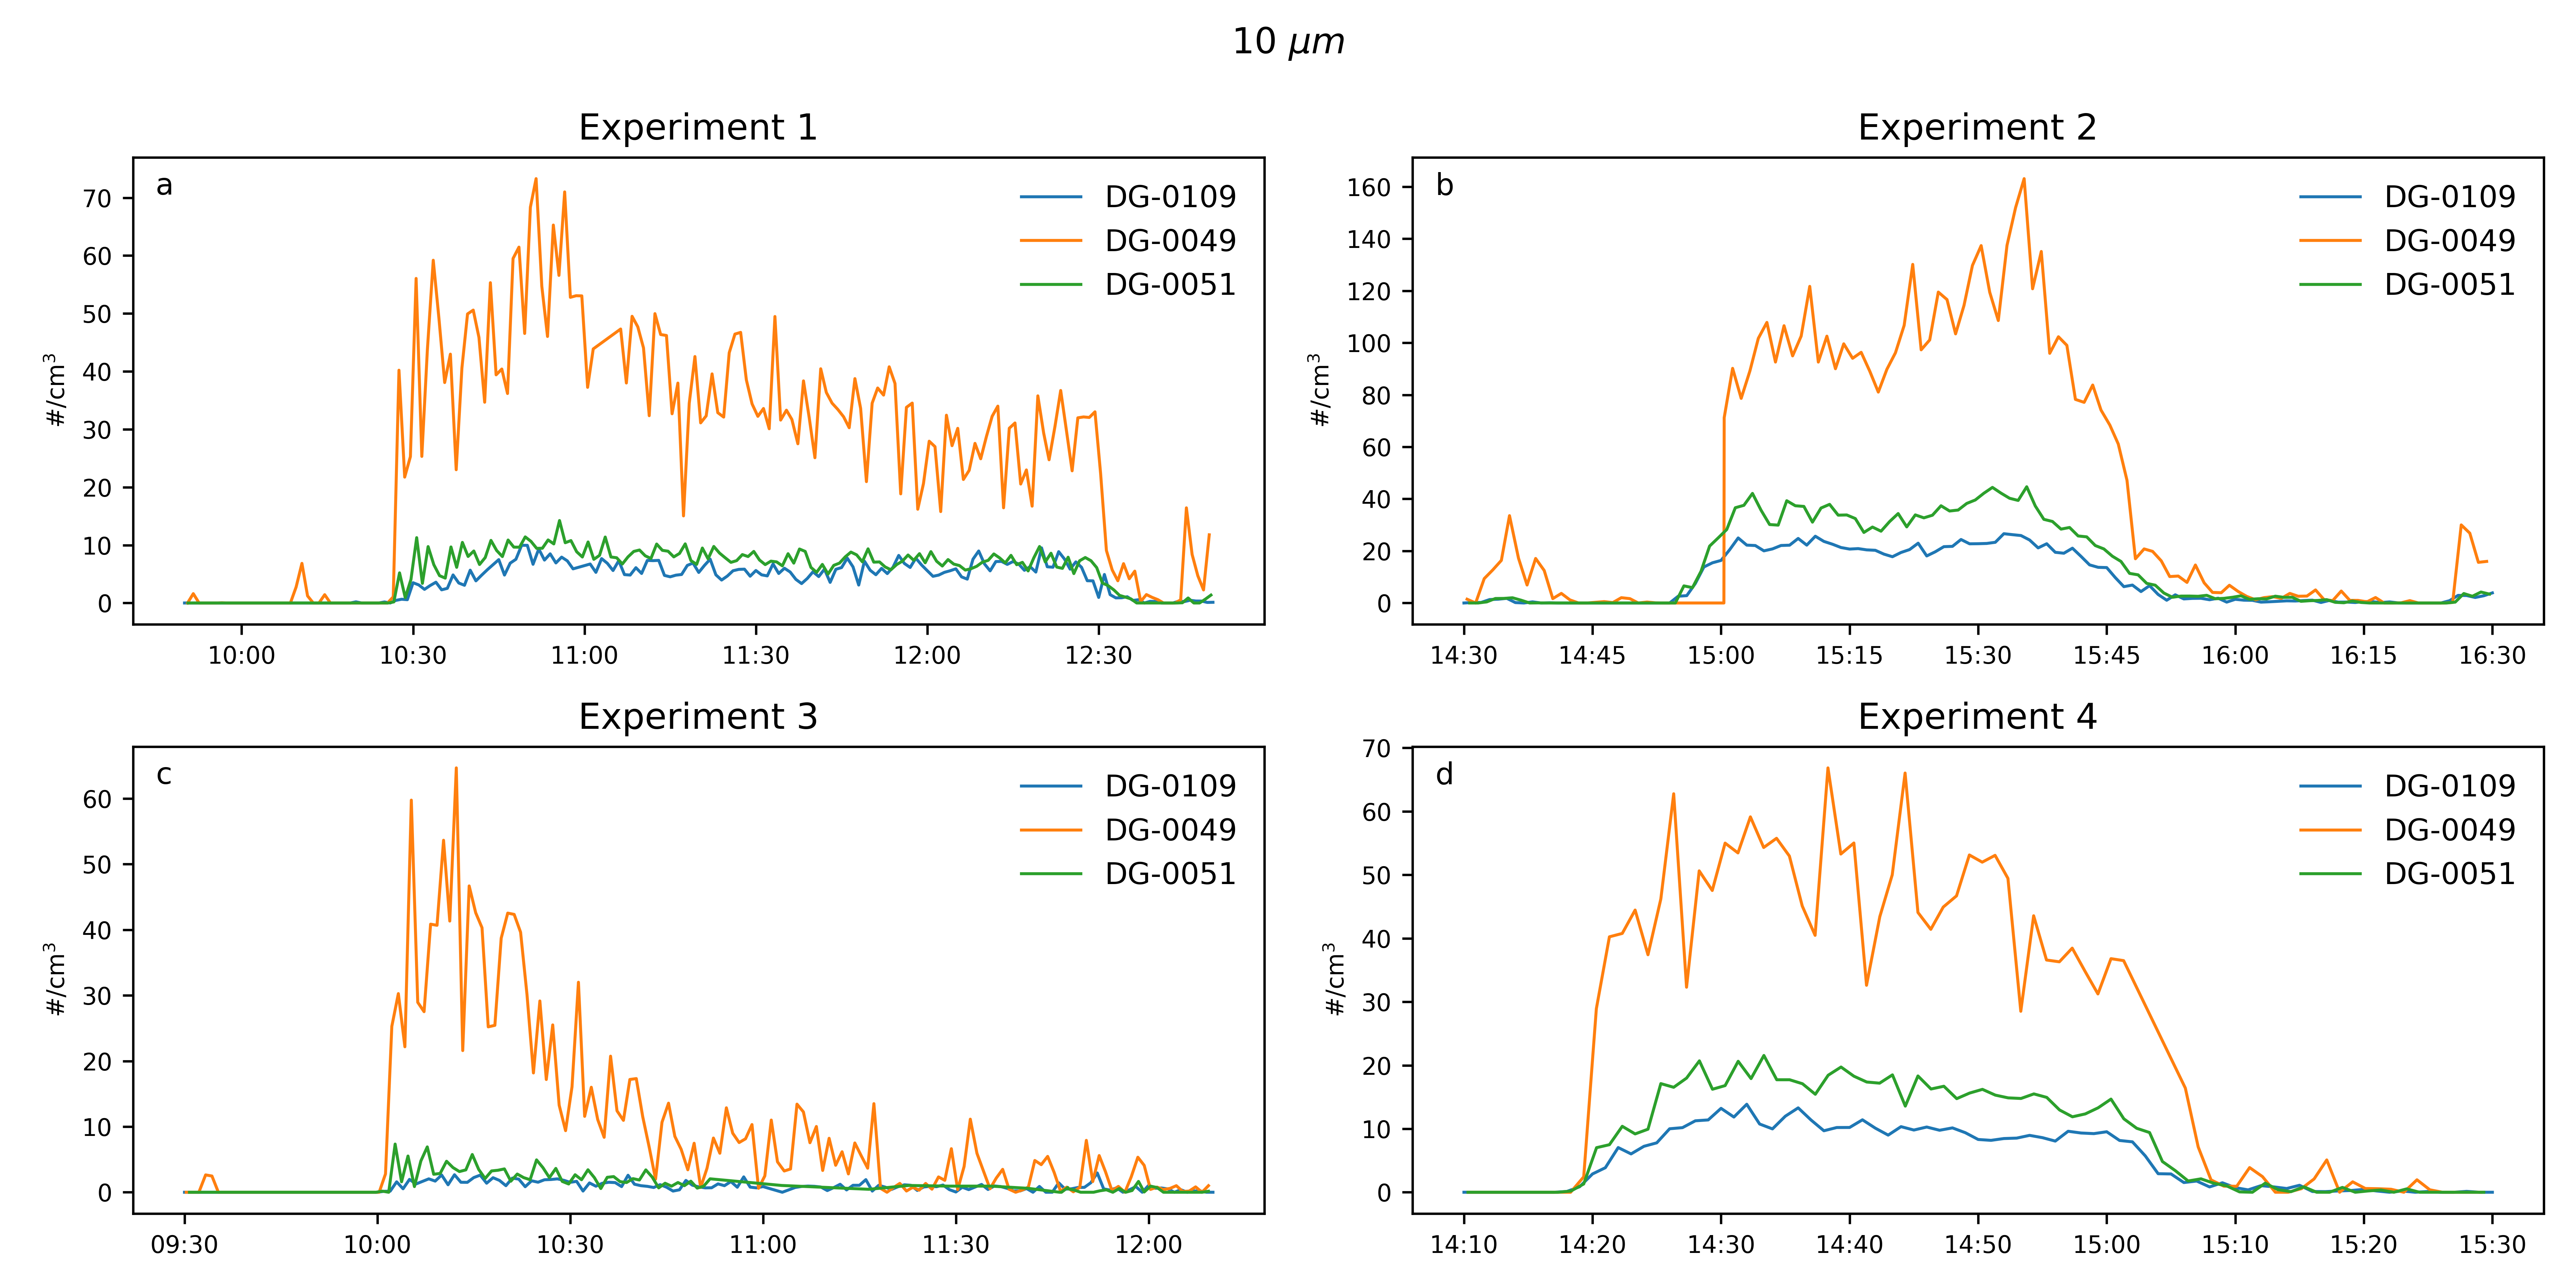 10 μm
Experiment 1
a
DG-0109
DG-0049
DG-0051
70
60
50
40
30
20
10
0
#/cm³
10:00 10:30 11:00 11:30 12:00 12:30
Experiment 2
b
DG-0109
DG-0049
DG-0051
160
140
120
100
80
60
40
20
0
#/cm³
14:30 14:45 15:00 15:15 15:30 15:45 16:00 16:15 16:30
Experiment 3
c
DG-0109
DG-0049
DG-0051
60
50
40
30
20
10
0
#/cm³
09:30 10:00 10:30 11:00 11:30 12:00
Experiment 4
d
DG-0109
DG-0049
DG-0051
70
60
50
40
30
20
10
0
#/cm³
14:10 14:20 14:30 14:40 14:50 15:00 15:10 15:20 15:30